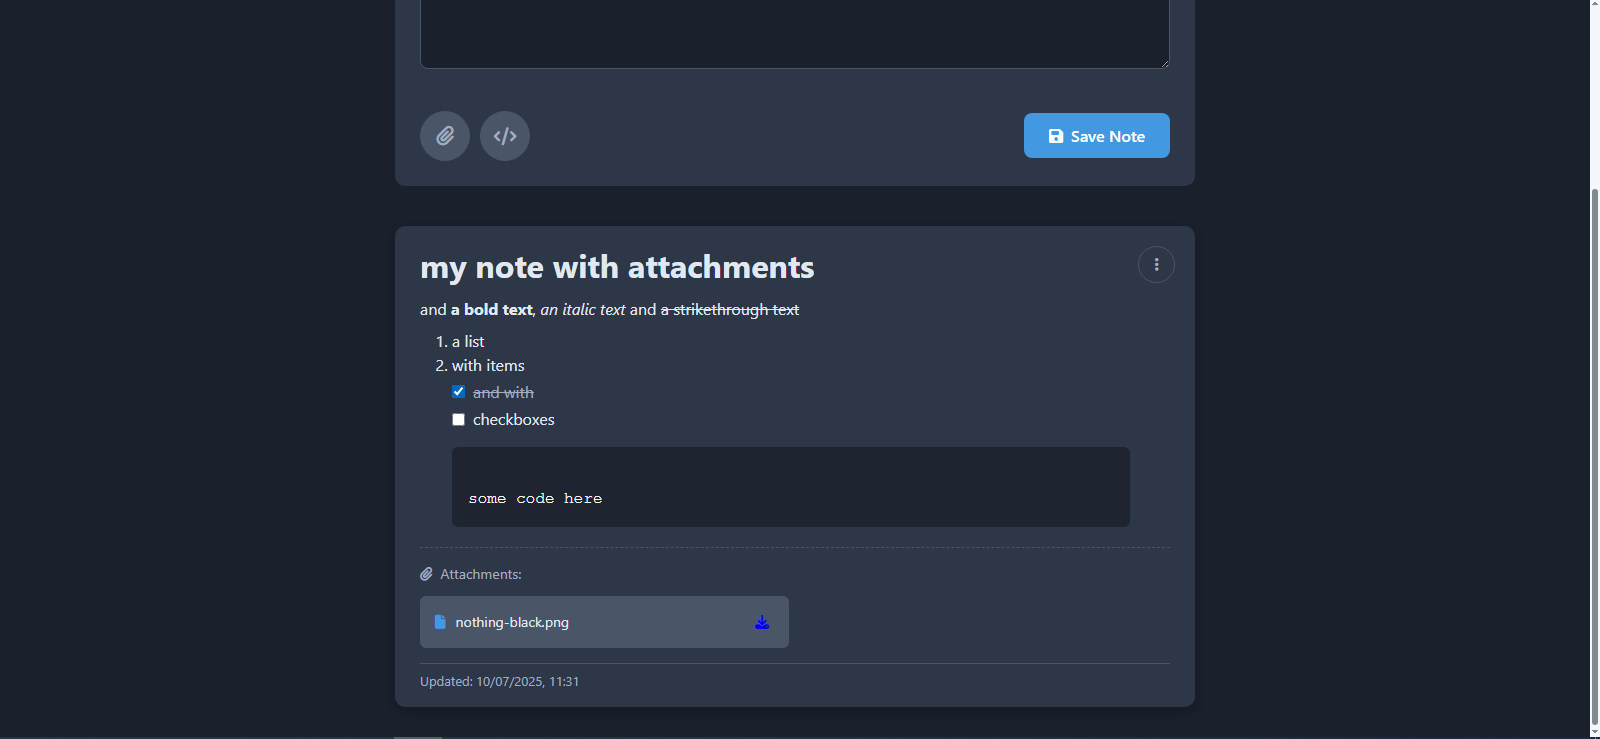 Save Note
my note with attachments
and a bold text, an italic text and a strikethrough text
1. a list
2. with items
and with
checkboxes
some code here
Attachments:
nothing-black.png
Updated: 10/07/2025, 11:31